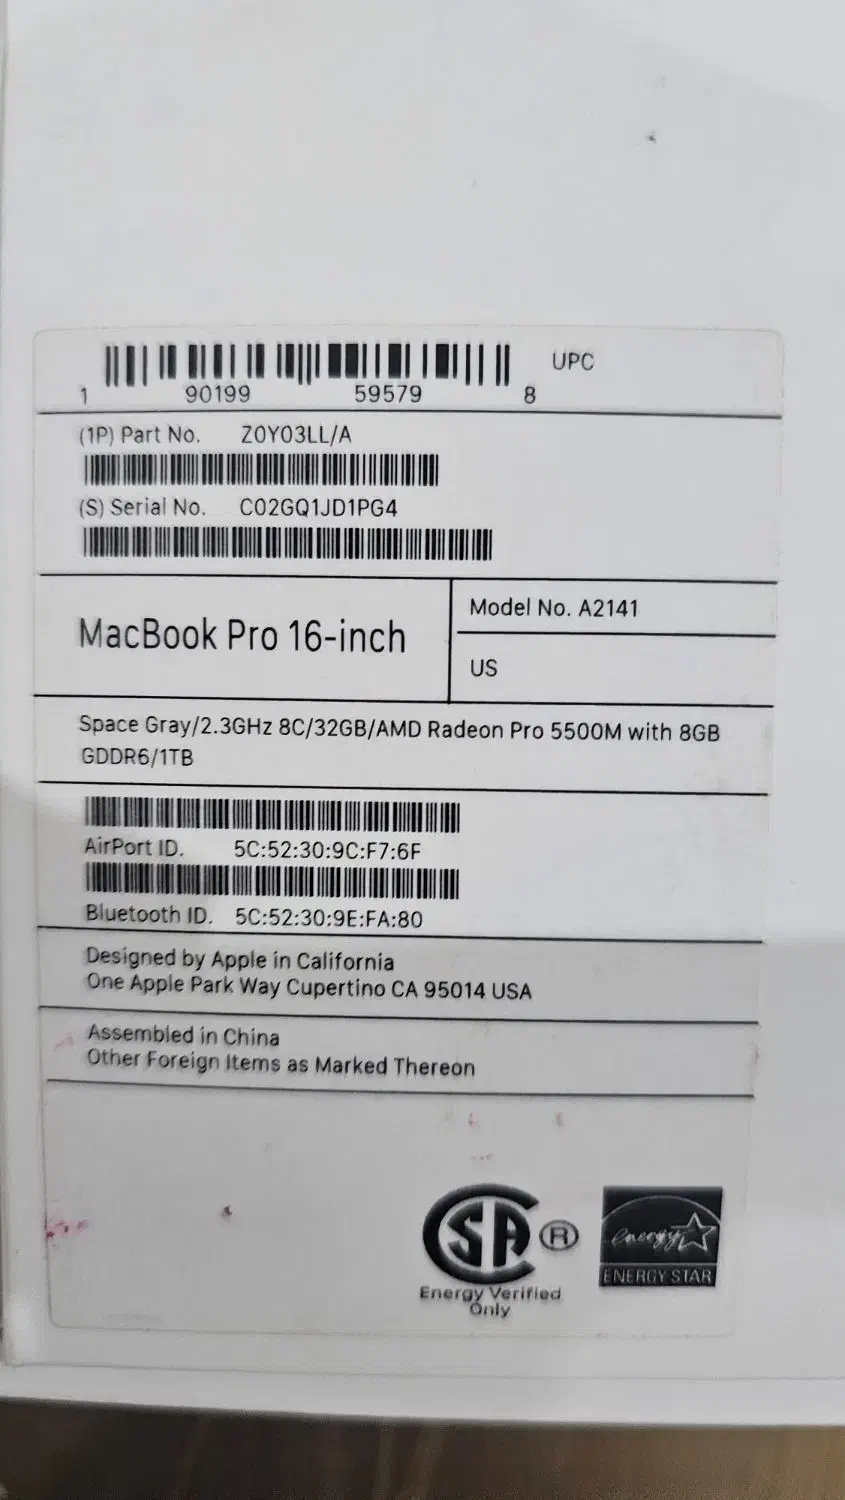 UPC
1 90199 59579 8
(1P) Part No. Z0Y03LL/A
(S) Serial No. C02GQ1JD1PG4
MacBook Pro 16-inch
Model No. A2141
US
Space Gray/2.3GHz 8C/32GB/AMD Radeon Pro 5500M with 8GB
GDDR6/1TB
AirPort ID. 5C:52:30:9C:F7:6F
Bluetooth ID. 5C:52:30:9E:FA:80
Designed by Apple in California
One Apple Park Way Cupertino CA 95014 USA
Assembled in China
Other Foreign Items as Marked Thereon
SA ®
Energy Verified
Only
energy
ENERGY STAR